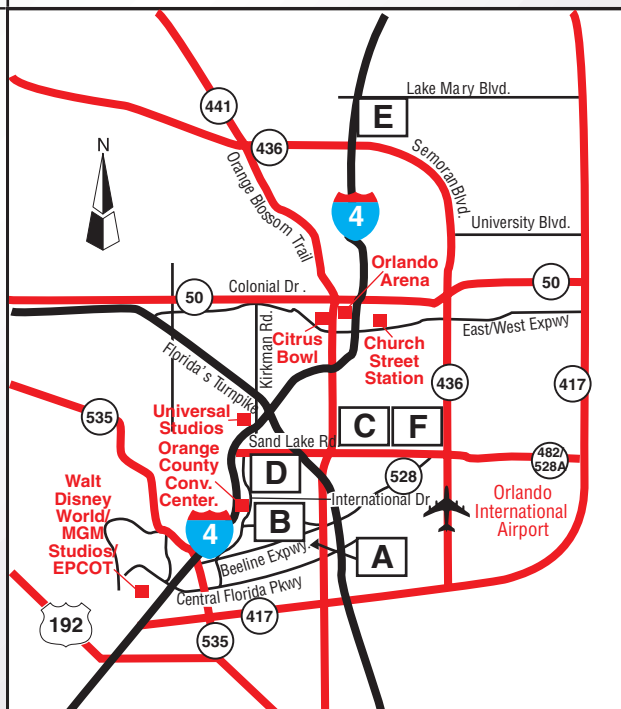 Lake Mary Blvd.
E
441
436
N
Semoran Blvd.
Orange Blossom Trail
4
University Blvd.
Orlando
Arena
Colonial Dr.
50
50
Kirkman Rd.
East/West Expwy
Citrus
Bowl
Church
Street
Station
Florida's Turnpike
436
417
535
Universal
Studios
C
F
Sand Lake Rd.
Orange
County
Conv.
Center.
482/
528A
D
528
Walt
Disney
World/
MGM
Studios/
EPCOT
International Dr.
Orlando
International
Airport
B
4
A
Beeline Expwy.
Central Florida Pkwy
417
192
535